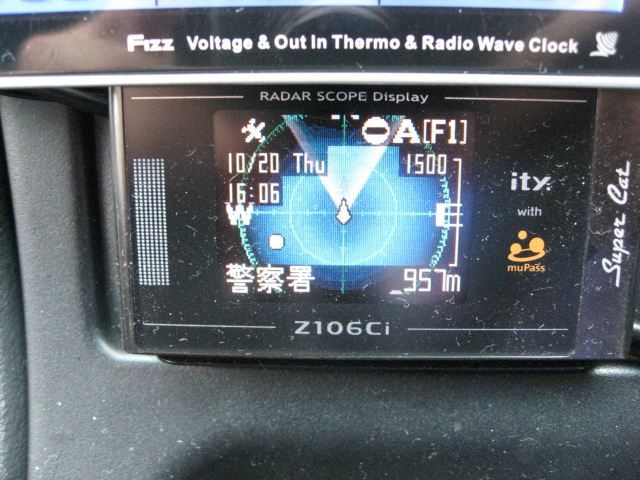 Fizz Voltage & Out In Thermo & Radio Wave Clock
RADAR SCOPE Display
A[F1]
10/20 Thu 1500
16:06
W E
警察署 957m
ity.
with
muPass
Super Cat
Z106Ci